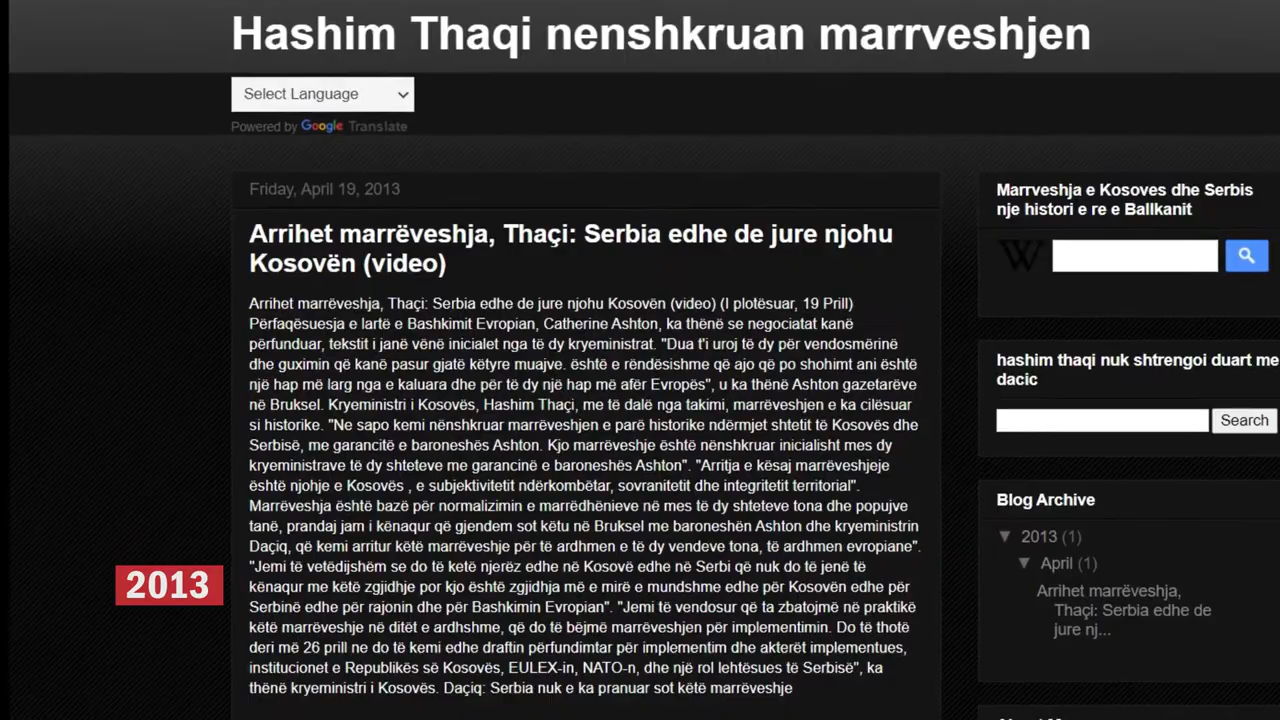 Hashim Thaqi nenshkruan marrveshjen
Select Language
Powered by Google Translate
Friday, April 19, 2013
Arrihet marrëveshja, Thaçi: Serbia edhe de jure njohu
Kosovën (video)
Arrihet marrëveshja, Thaçi: Serbia edhe de jure njohu Kosovën (video) (I plotësuar, 19 Prill)
Përfaqësuesja e lartë e Bashkimit Evropian, Catherine Ashton, ka thënë se negociatat kanë
përfunduar, tekstit i janë vënë inicialet nga të dy kryeministrat. "Dua t'i uroj të dy për vendosmërinë
dhe guximin që kanë pasur gjatë këtyre muajve. është e rëndësishme që ajo që po shohimt ani është
një hap më larg nga e kaluara dhe për të dy një hap më afër Evropës", u ka thënë Ashton gazetarëve
në Bruksel. Kryeministri i Kosovës, Hashim Thaçi, me të dalë nga takimi, marrëveshjen e ka cilësuar
si historike. "Ne sapo kemi nënshkruar marrëveshjen e parë historike ndërmjet shtetit të Kosovës dhe
Serbisë, me garancitë e baroneshës Ashton. Kjo marrëveshje është nënshkruar inicialisht mes dy
kryeministrave të dy shteteve me garancinë e baroneshës Ashton". "Arritja e kësaj marrëveshjeje
është njohje e Kosovës , e subjektivitetit ndërkombëtar, sovranitetit dhe integritetit territorial".
Marrëveshja është bazë për normalizimin e marrëdhënieve në mes të dy shteteve tona dhe popujve
tanë, prandaj jam i kënaqur që gjendem sot këtu në Bruksel me baroneshën Ashton dhe kryeministrin
Daçiq, që kemi arritur këtë marrëveshje për të ardhmen e të dy vendeve tona, të ardhmen evropiane".
"Jemi të vetëdijshëm se do të ketë njerëz edhe në Kosovë edhe në Serbi që nuk do të jenë të
kënaqur me këtë zgjidhje por kjo është zgjidhja më e mirë e mundshme edhe për Kosovën edhe për
Serbinë edhe për rajonin dhe për Bashkimin Evropian". "Jemi të vendosur që ta zbatojmë në praktikë
këtë marrëveshje në ditët e ardhshme, që do të bëjmë marrëveshjen për implementimin. Do të thotë
deri më 26 prill ne do të kemi edhe draftin përfundimtar për implementim dhe akterët implementues,
institucionet e Republikës së Kosovës, EULEX-in, NATO-n, dhe një rol lehtësues të Serbisë", ka
thënë kryeministri i Kosovës. Daçiq: Serbia nuk e ka pranuar sot këtë marrëveshje
2013
Marrveshja e Kosoves dhe Serbis
nje histori e re e Ballkanit
W
hashim thaqi nuk shtrengoi duart me
dacic
Search
Blog Archive
▼ 2013 (1)
▼ April (1)
Arrihet marrëveshja,
Thaçi: Serbia edhe de
jure nj...